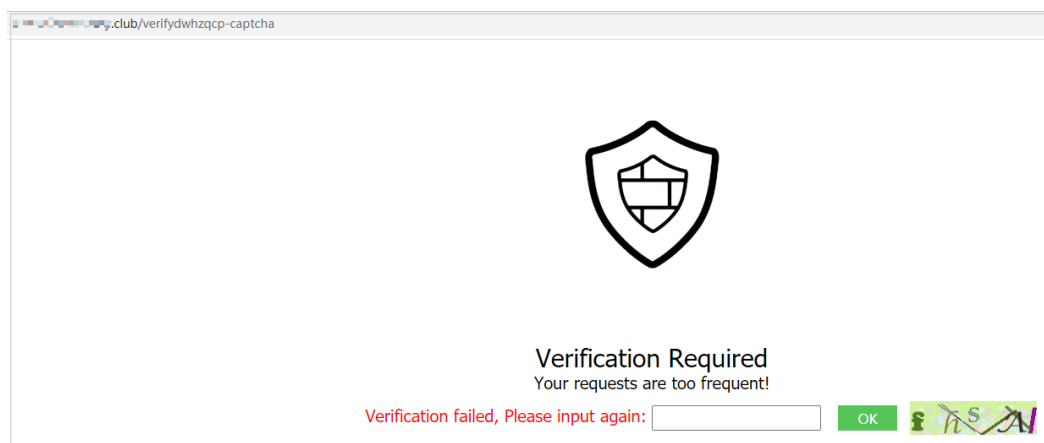 .club/verifydwhzqcp-captcha
Verification Required
Your requests are too frequent!
Verification failed, Please input again:
OK